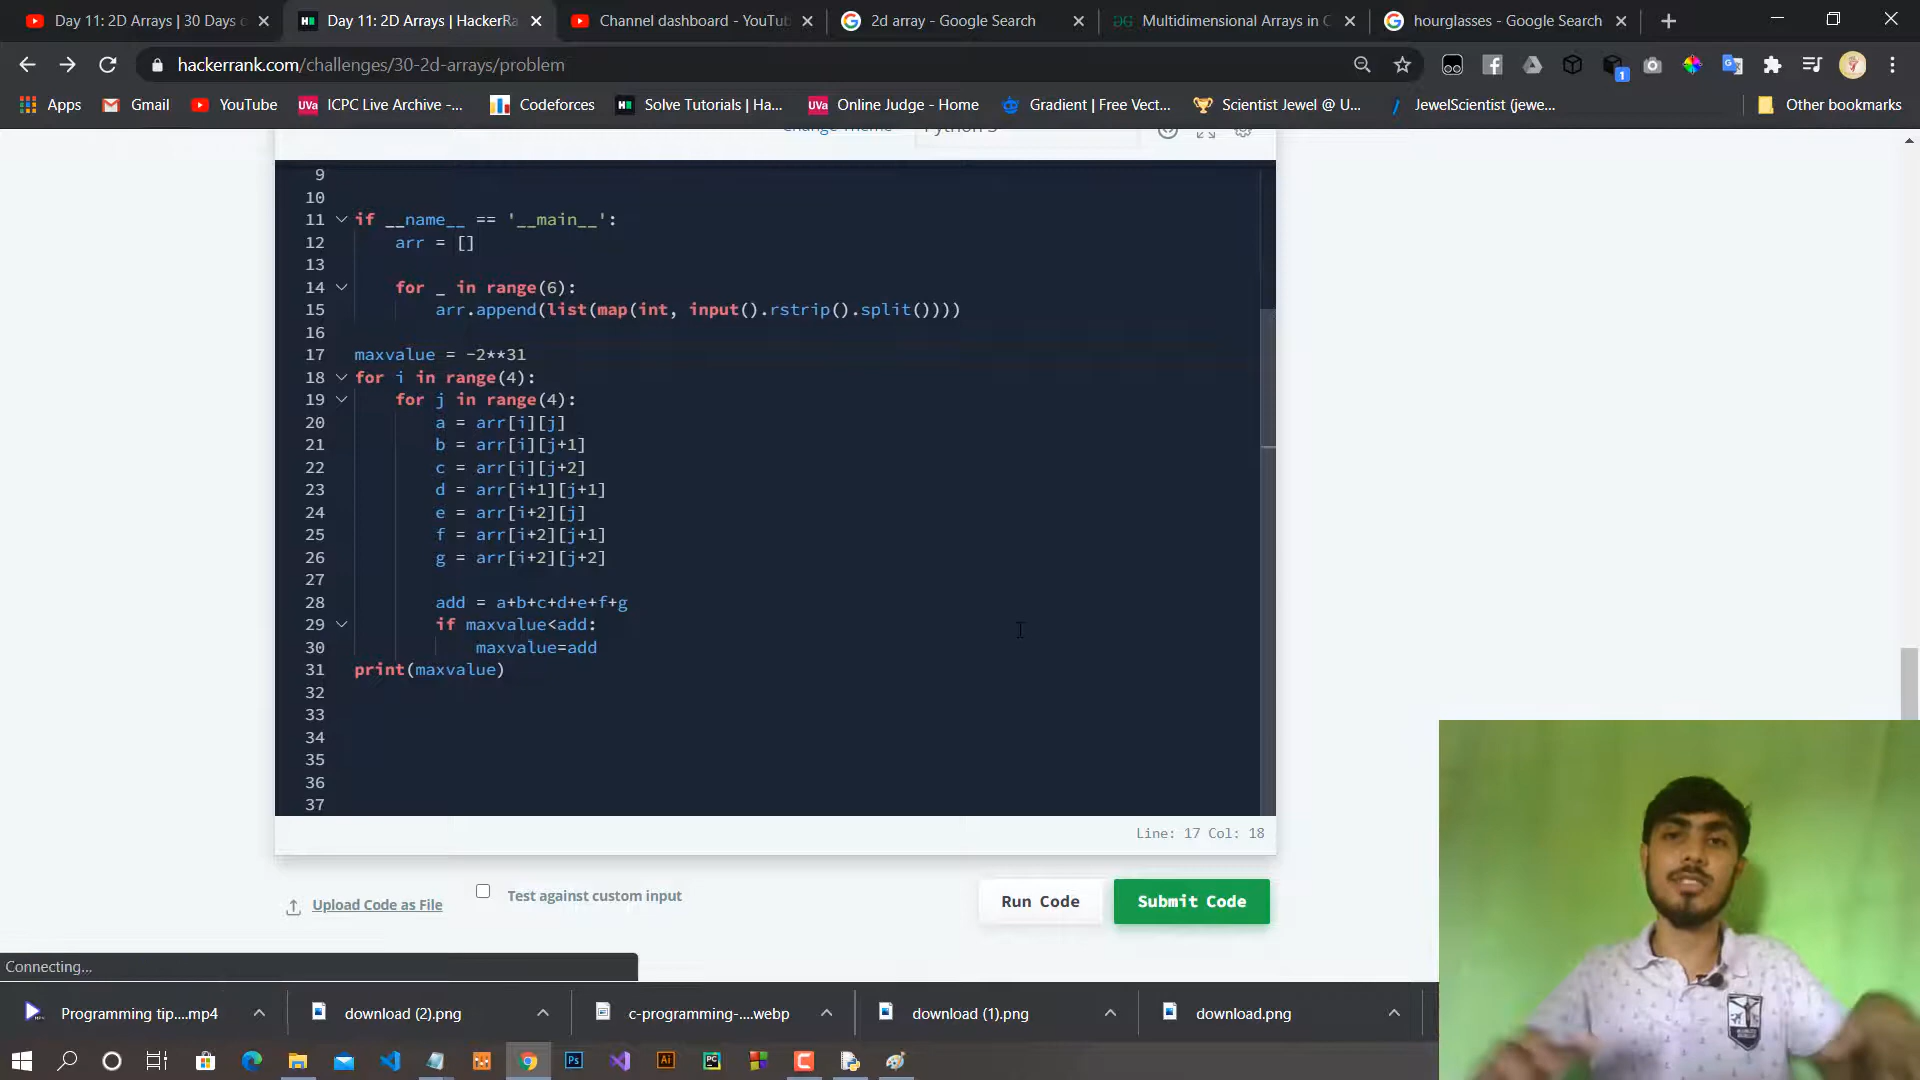 Day 11: 2D Arrays | 30 Days o
Day 11: 2D Arrays | HackerRa
Channel dashboard - YouTu
2d array - Google Search
Multidimensional Arrays in C
hourglasses - Google Search
hackerrank.com/challenges/30-2d-arrays/problem
1
Apps
Gmail
YouTube
ICPC Live Archive -...
Codeforces
Solve Tutorials | Ha...
Online Judge - Home
Gradient | Free Vect...
Scientist Jewel @ U...
JewelScientist (jewe...
Other bookmarks
Change Theme
Python 3
9
10
11 if __name__ == '__main__':
12 arr = []
13
14 for _ in range(6):
15 arr.append(list(map(int, input().rstrip().split())))
16
17 maxvalue = -2**31
18 for i in range(4):
19 for j in range(4):
20 a = arr[i][j]
21 b = arr[i][j+1]
22 c = arr[i][j+2]
23 d = arr[i+1][j+1]
24 e = arr[i+2][j]
25 f = arr[i+2][j+1]
26 g = arr[i+2][j+2]
27
28 add = a+b+c+d+e+f+g
29 if maxvalue<add:
30 maxvalue=add
31 print(maxvalue)
32
33
34
35
36
37
Line: 17 Col: 18
Upload Code as File
Test against custom input
Run Code
Submit Code
Connecting...
Programming tip....mp4
download (2).png
c-programming-....webp
download (1).png
download.png